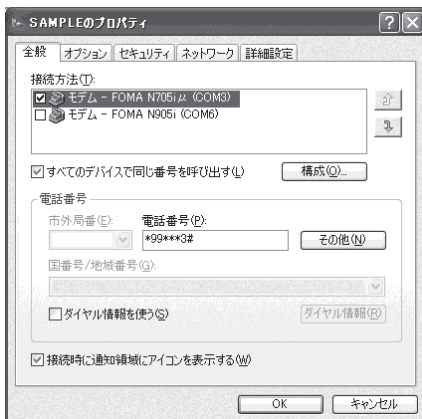 SAMPLEのプロパティ
全般 オプション セキュリティ ネットワーク 詳細設定
接続方法(T):
モデム - FOMA N705iμ (COM3)
モデム - FOMA N905i (COM6)
すべてのデバイスで同じ番号を呼び出す(L) 構成(O)...
電話番号
市外局番(E): 電話番号(P):
*99***3# その他(N)
国番号/地域番号(G):
ダイヤル情報を使う(S) ダイヤル情報(R)
接続時に通知領域にアイコンを表示する(W)
OK キャンセル